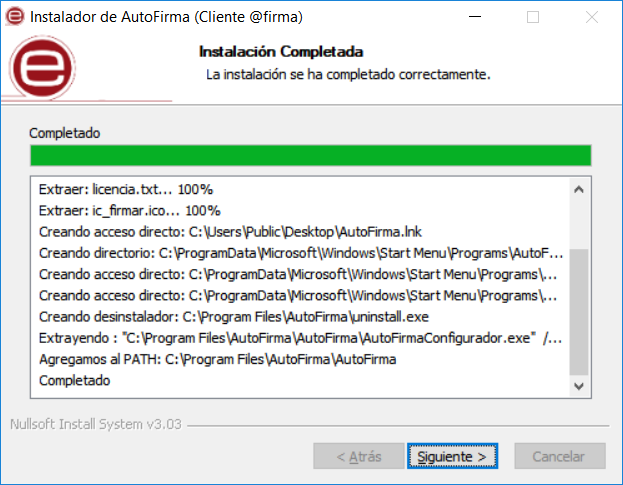 Instalador de AutoFirma (Cliente @firma)
Instalación Completada
La instalación se ha completado correctamente.
Completado
Extraer: licencia.txt... 100%
Extraer: ic_firmar.ico... 100%
Creando acceso directo: C:\Users\Public\Desktop\AutoFirma.lnk
Creando directorio: C:\ProgramData\Microsoft\Windows\Start Menu\Programs\AutoF...
Creando acceso directo: C:\ProgramData\Microsoft\Windows\Start Menu\Programs\...
Creando acceso directo: C:\ProgramData\Microsoft\Windows\Start Menu\Programs\...
Creando desinstalador: C:\Program Files\AutoFirma\uninstall.exe
Extrayendo : "C:\Program Files\AutoFirma\AutoFirma\AutoFirmaConfigurador.exe" /...
Agregamos al PATH: C:\Program Files\AutoFirma\AutoFirma
Completado
Nullsoft Install System v3.03
< Atrás Siguiente > Cancelar